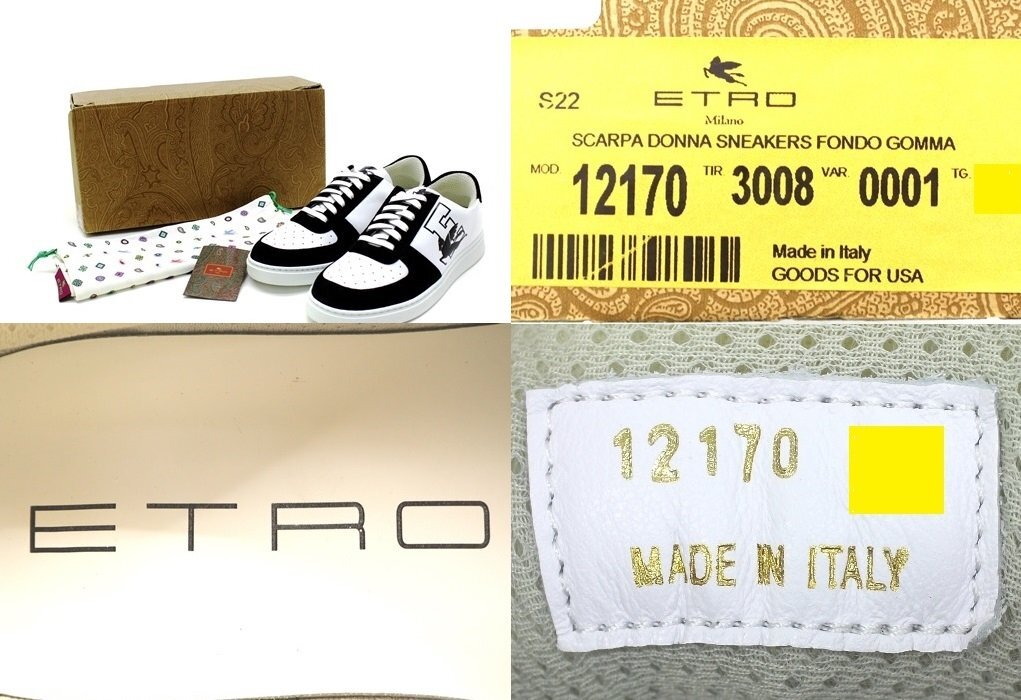 S22
ETRO
Milano
SCARPA DONNA SNEAKERS FONDO GOMMA
MOD. 12170 TIR. 3008 VAR. 0001 TG.
Made in Italy
GOODS FOR USA
E
ETRO
12170
MADE IN ITALY